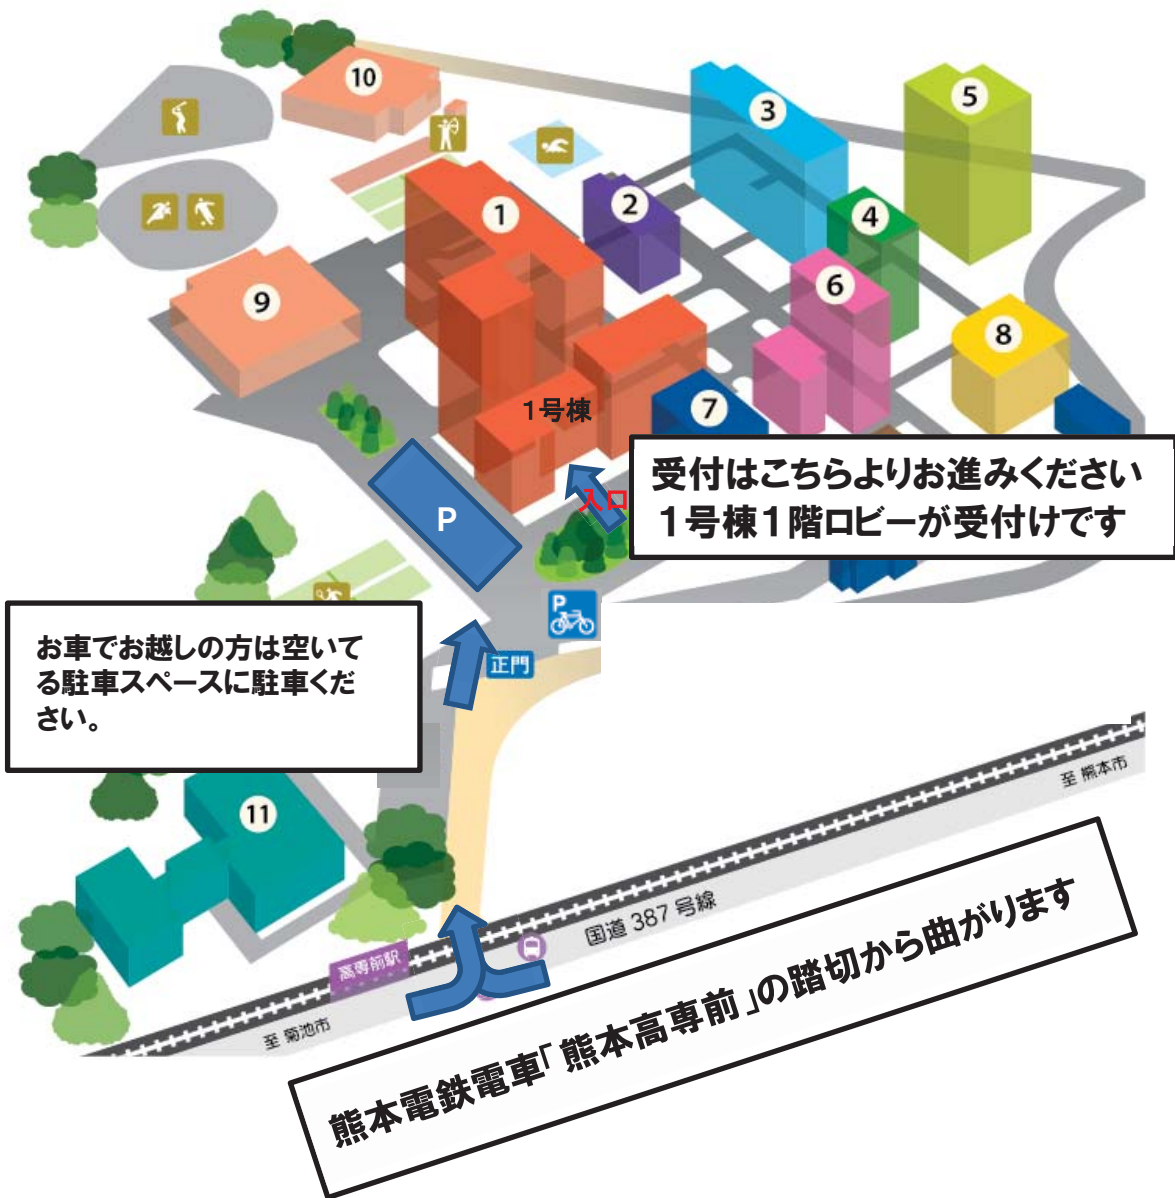 10
3
5
1
2
4
6
9
8
7
1号棟
受付はこちらよりお進みください
1号棟1階ロビーが受付けです
入口
P
P
お車でお越しの方は空いて
る駐車スペースに駐車くだ
さい。
正門
至 熊本市
11
国道 387 号線
高専前駅
至 菊池市
熊本電鉄電車「熊本高専前」の踏切から曲がります